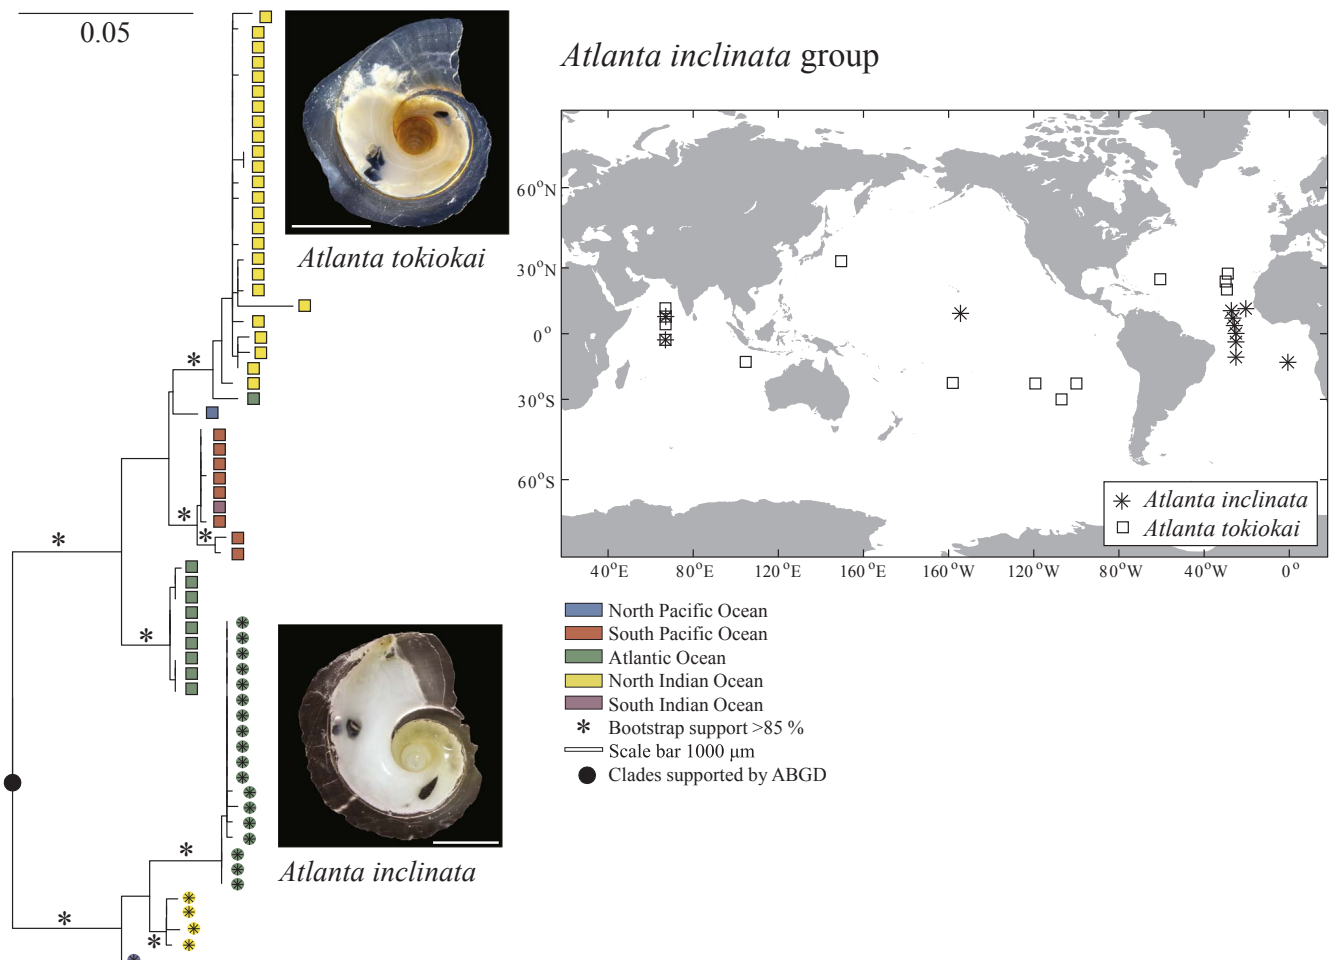 0.05
Atlanta tokiokai
Atlanta inclinata group
60°N
30°N
0°
30°S
60°S
40°E 80°E 120°E 160°E 160°W 120°W 80°W 40°W 0°
Atlanta inclinata
Atlanta tokiokai
North Pacific Ocean
South Pacific Ocean
Atlantic Ocean
North Indian Ocean
South Indian Ocean
* Bootstrap support >85 %
Scale bar 1000 μm
Clades supported by ABGD
Atlanta inclinata